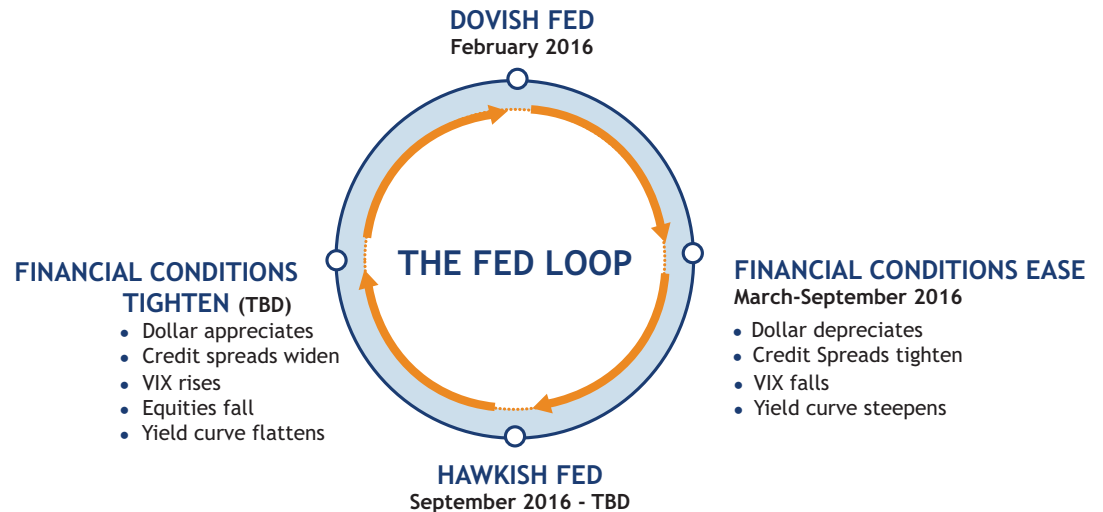 DOVISH FED
February 2016
THE FED LOOP
FINANCIAL CONDITIONS
TIGHTEN (TBD)
• Dollar appreciates
• Credit spreads widen
• VIX rises
• Equities fall
• Yield curve flattens
FINANCIAL CONDITIONS EASE
March-September 2016
• Dollar depreciates
• Credit Spreads tighten
• VIX falls
• Yield curve steepens
HAWKISH FED
September 2016 - TBD